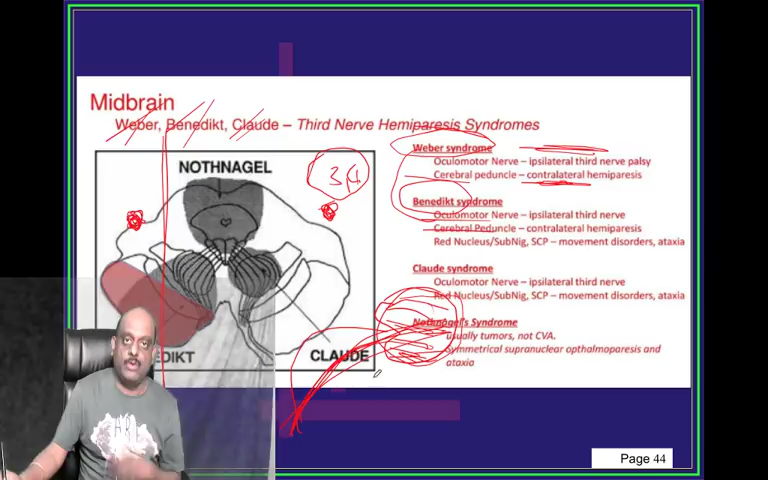 Midbrain
Weber, Benedikt, Claude – Third Nerve Hemiparesis Syndromes
NOTHNAGEL
EDIKT
CLAUDE
Weber syndrome
Oculomotor Nerve – ipsilateral third nerve palsy
Cerebral peduncle – contralateral hemiparesis
Benedikt syndrome
Oculomotor Nerve – ipsilateral third nerve
Cerebral Peduncle – contralateral hemiparesis
Red Nucleus/SubNig, SCP – movement disorders, ataxia
Claude syndrome
Oculomotor Nerve – ipsilateral third nerve
Red Nucleus/SubNig, SCP – movement disorders, ataxia
Nothnagel's Syndrome
usually tumors, not CVA.
Symmetrical supranuclear opthalmoparesis and
ataxia
Page 44